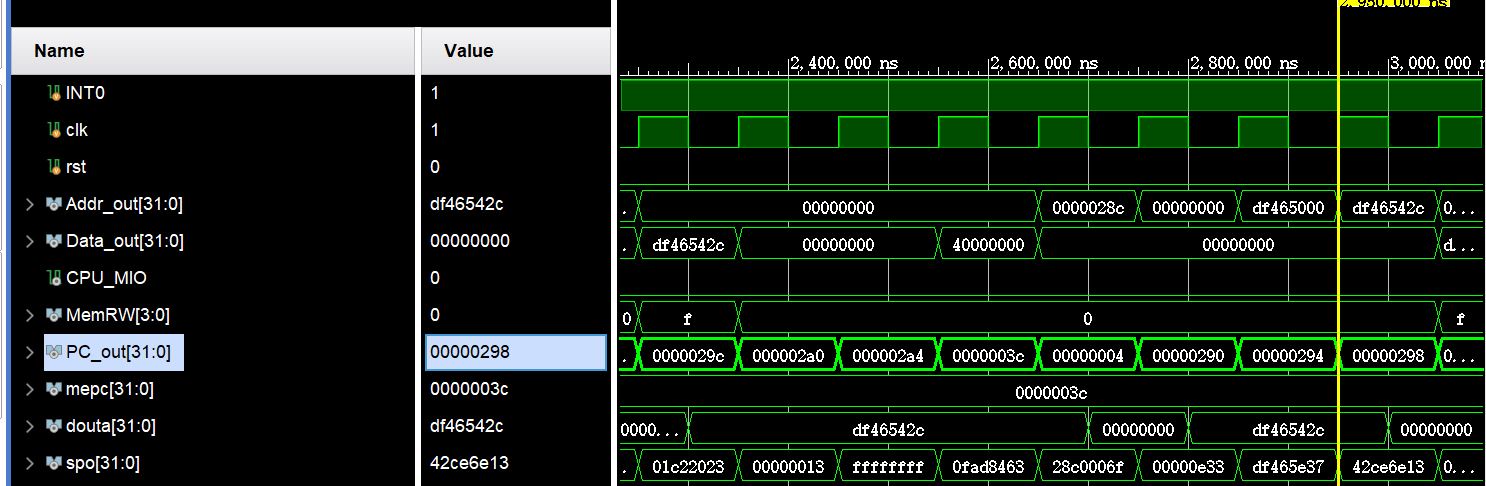 2,950.000 ns
Name Value
2,400.000 ns 2,600.000 ns 2,800.000 ns 3,000.000 n
INT0 1
clk 1
rst 0
Addr_out[31:0] df46542c . 00000000 0000028c 00000000 df465000 df46542c 0...
Data_out[31:0] 00000000 . df46542c 00000000 40000000 00000000 d...
CPU_MIO 0
MemRW[3:0] 0 0 f 0 f
PC_out[31:0] 00000298 . 0000029c 000002a0 000002a4 0000003c 00000004 00000290 00000294 00000298 0...
mepc[31:0] 0000003c 0000003c
douta[31:0] df46542c 0000... df46542c 00000000 df46542c 00000000
spo[31:0] 42ce6e13 . 01c22023 00000013 ffffffff 0fad8463 28c0006f 00000e33 df465e37 42ce6e13 0...